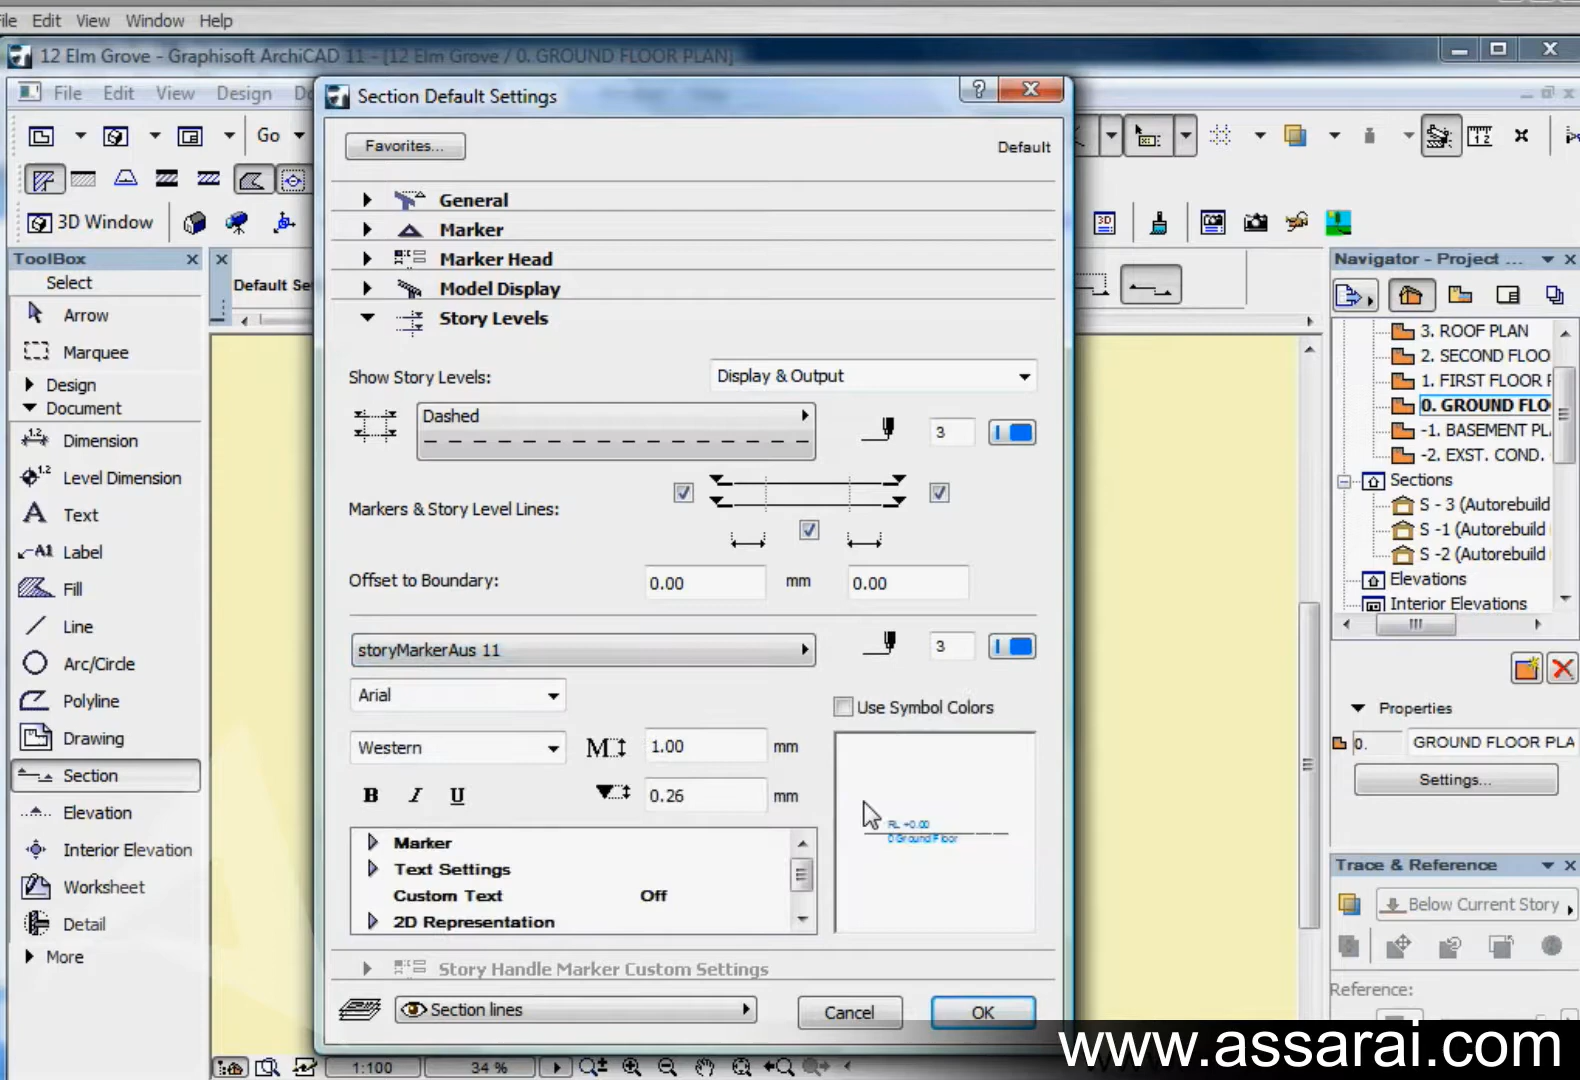 File Edit View Window Help
12 Elm Grove - Graphisoft ArchiCAD 11 - [12 Elm Grove / 0. GROUND FLOOR PLAN]
File Edit View Design
Section Default Settings
Go
Favorites...
Default
3D Window
General
Marker
Marker Head
Model Display
Story Levels
ToolBox
Select
Arrow
Marquee
Design
Document
Dimension
Level Dimension
Text
Label
Fill
Line
Arc/Circle
Polyline
Drawing
Section
Elevation
Interior Elevation
Worksheet
Detail
More
Default Se
Show Story Levels:
Display & Output
Dashed
3
Markers & Story Level Lines:
Offset to Boundary:
0.00 mm 0.00
storyMarkerAus 11
3
Arial
Use Symbol Colors
Western
M 1.00 mm
B I U
0.26 mm
RL +0.00
0 Ground Floor
Marker
Text Settings
Custom Text Off
2D Representation
Story Handle Marker Custom Settings
Section lines
Cancel
OK
Navigator - Project ...
3. ROOF PLAN
2. SECOND FLOO
1. FIRST FLOOR P
0. GROUND FLO
-1. BASEMENT PL
-2. EXST. COND.
Sections
S - 3 (Autorebuild
S -1 (Autorebuild
S -2 (Autorebuild
Elevations
Interior Elevations
Properties
0. GROUND FLOOR PLA
Settings...
Trace & Reference
Below Current Story
Reference:
1:100
34 %
www.assarai.com